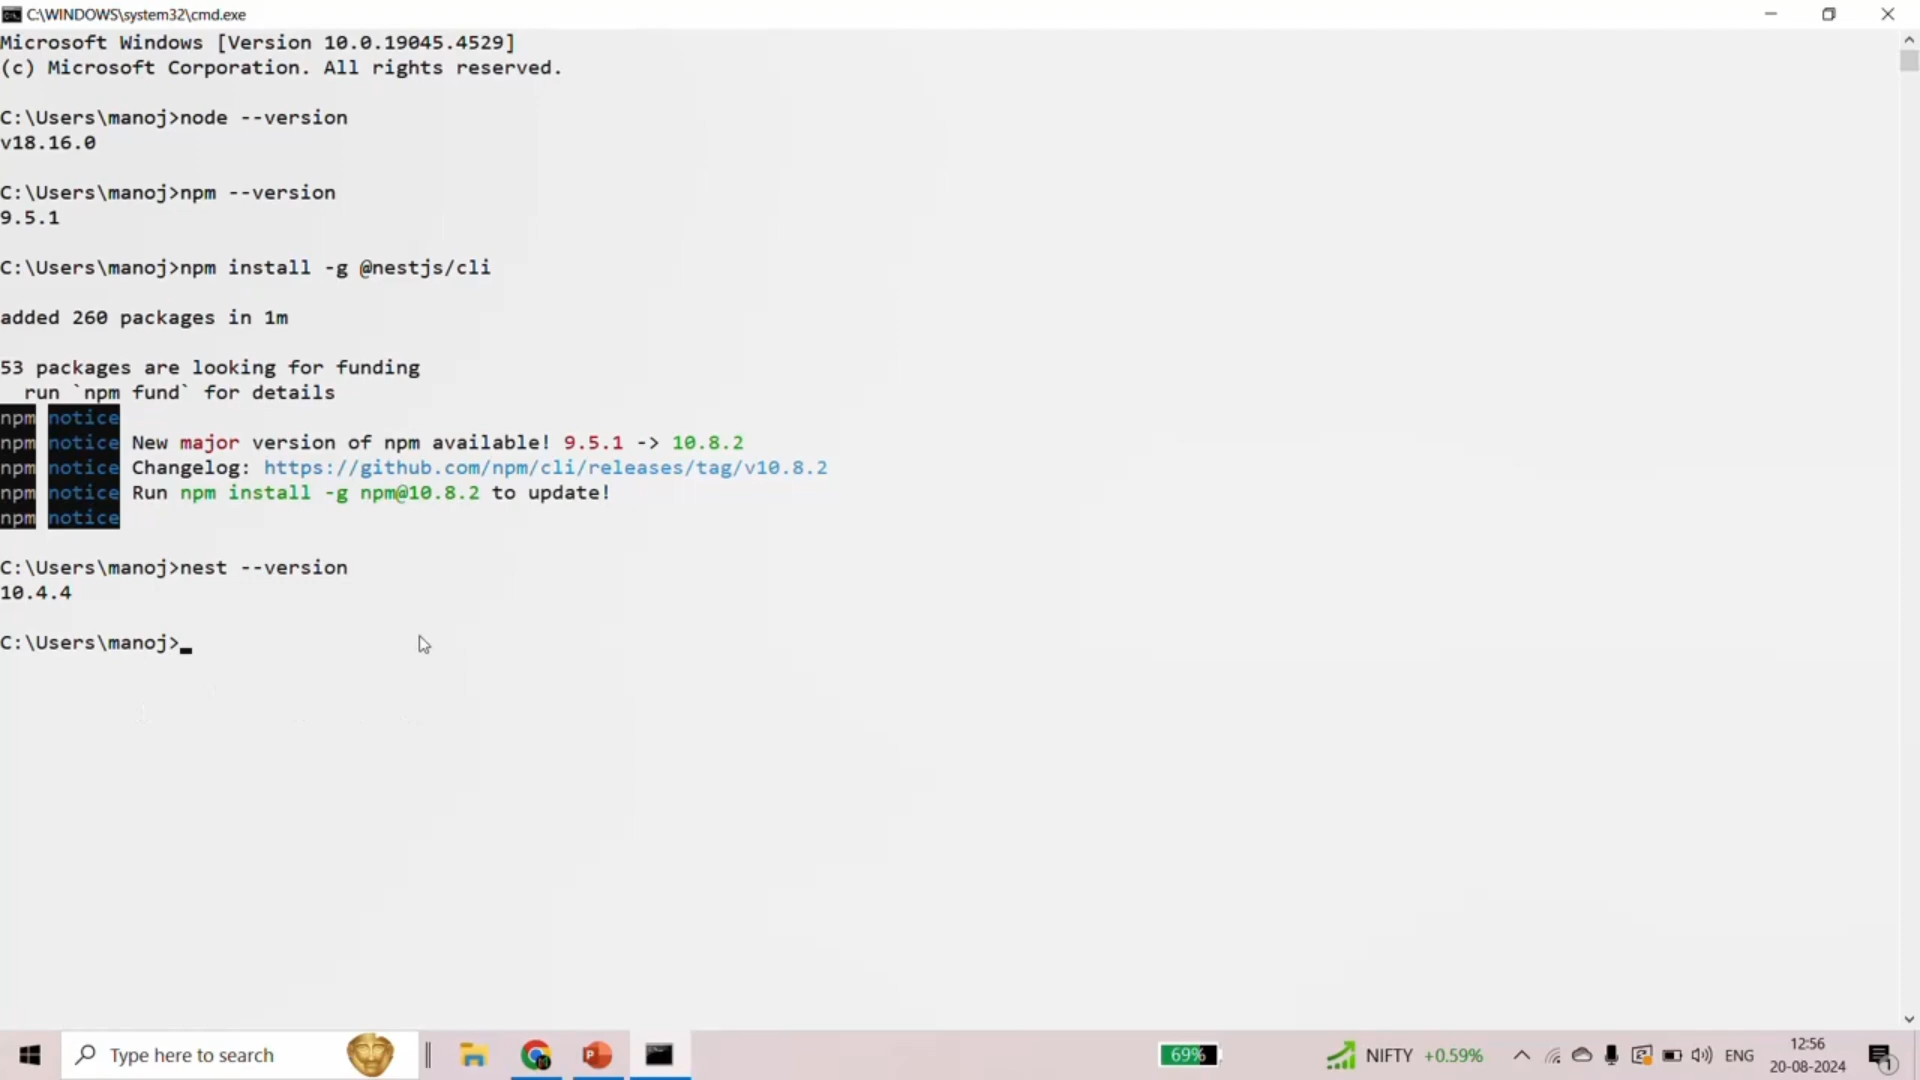 C:\WINDOWS\system32\cmd.exe
Microsoft Windows [Version 10.0.19045.4529]
(c) Microsoft Corporation. All rights reserved.
C:\Users\manoj>node --version
v18.16.0
C:\Users\manoj>npm --version
9.5.1
C:\Users\manoj>npm install -g @nestjs/cli
added 260 packages in 1m
53 packages are looking for funding
  run `npm fund` for details
npm notice
npm notice New major version of npm available! 9.5.1 -> 10.8.2
npm notice Changelog: https://github.com/npm/cli/releases/tag/v10.8.2
npm notice Run npm install -g npm@10.8.2 to update!
npm notice
C:\Users\manoj>nest --version
10.4.4
C:\Users\manoj>
Type here to search
69%
NIFTY +0.59%
ENG
12:56
20-08-2024
1